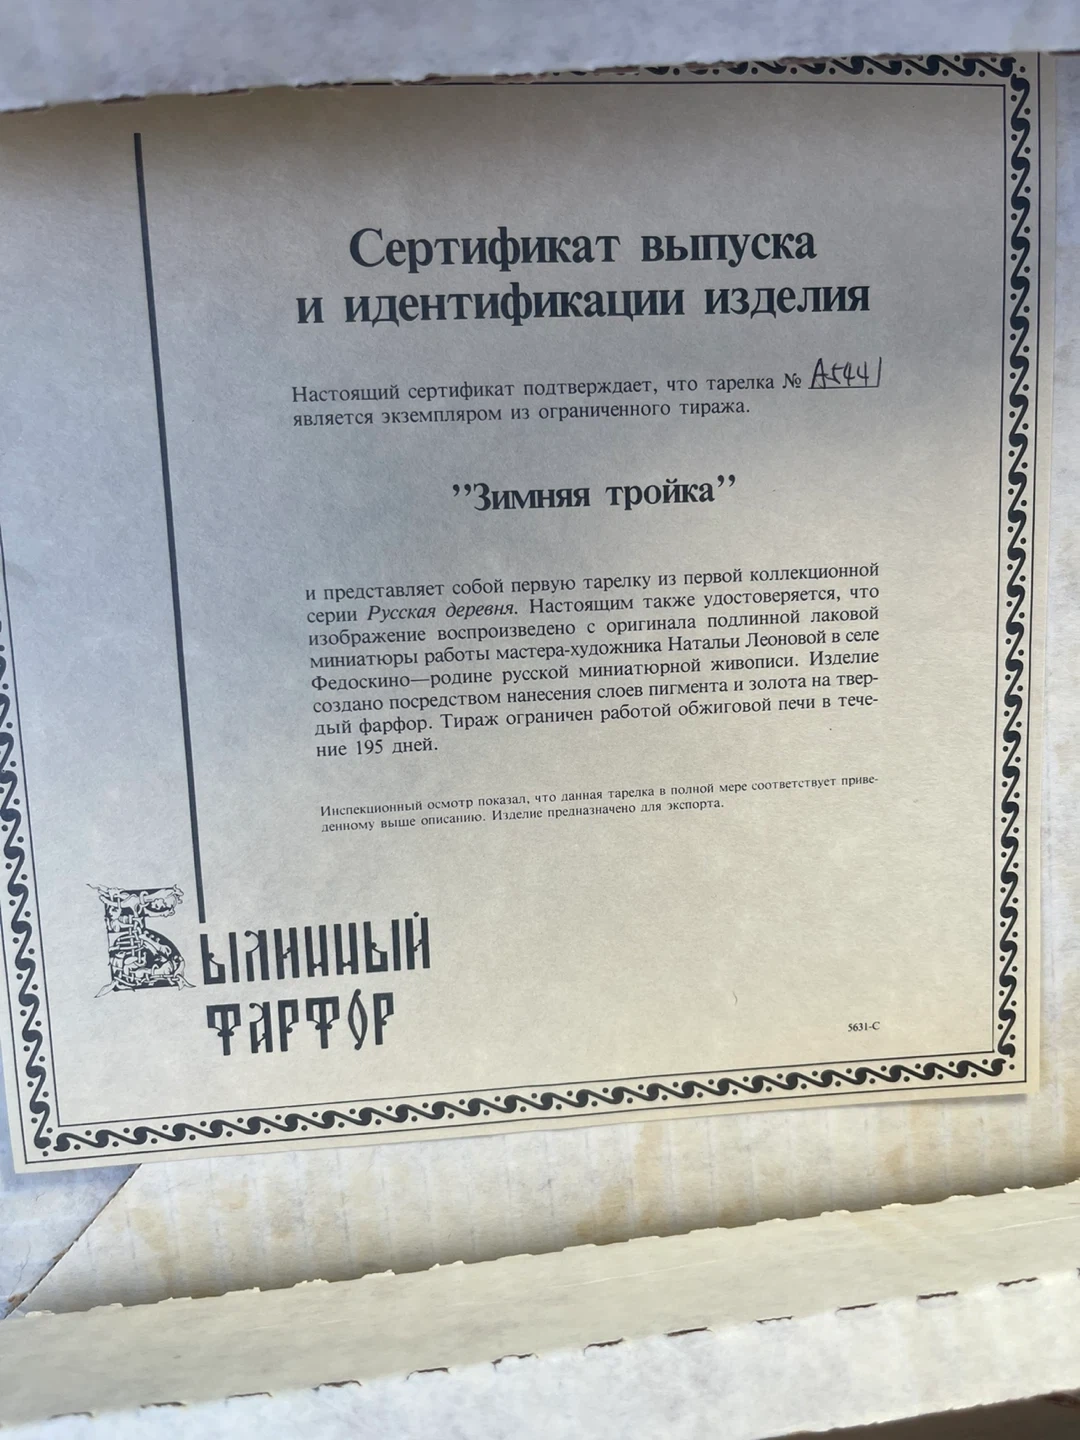 Сертификат выпуска
и идентификации изделия
Настоящий сертификат подтверждает, что тарелка № A5441
является экземпляром из ограниченного тиража.
”Зимняя тройка”
и представляет собой первую тарелку из первой коллекционной
серии Русская деревня. Настоящим также удостоверяется, что
изображение воспроизведено с оригинала подлинной лаковой
миниатюры работы мастера-художника Натальи Леоновой в селе
Федоскино—родине русской миниатюрной живописи. Изделие
создано посредством нанесения слоев пигмента и золота на твер-
дый фарфор. Тираж ограничен работой обжиговой печи в тече-
ние 195 дней.
Инспекционный осмотр показал, что данная тарелка в полной мере соответствует приве-
денному выше описанию. Изделие предназначено для экспорта.
Былинный
фарфор
5631-C